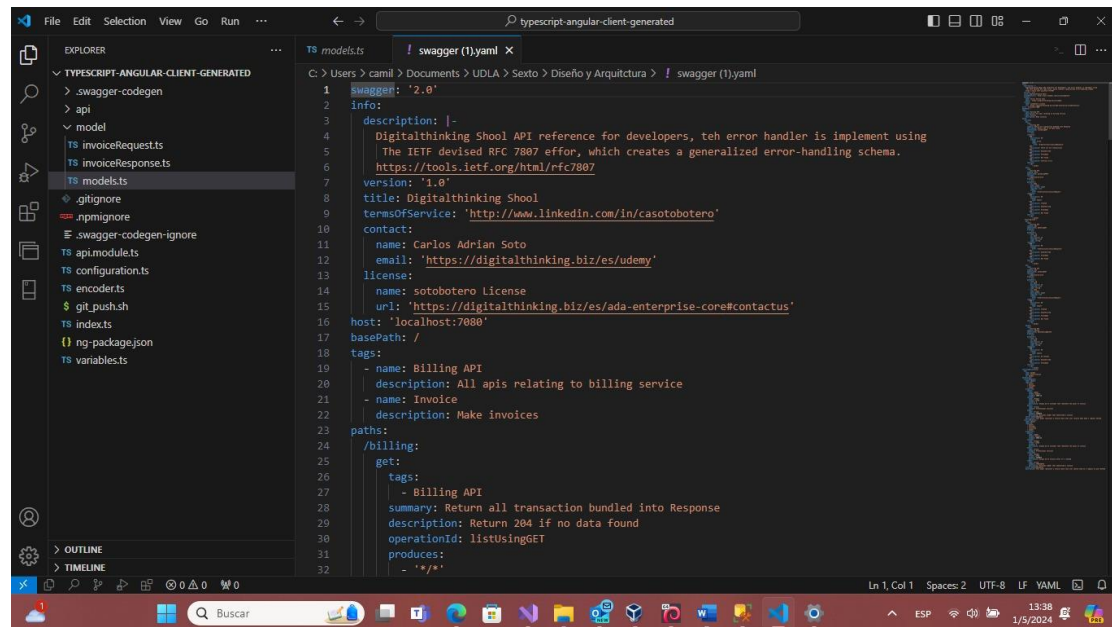 File Edit Selection View Go Run ··· typescript-angular-client-generated
EXPLORER
TYPESCRIPT-ANGULAR-CLIENT-GENERATED
.swagger-codegen
api
model
TS invoiceRequest.ts
TS invoiceResponse.ts
TS models.ts
.gitignore
.npmignore
.swagger-codegen-ignore
TS api.module.ts
TS configuration.ts
TS encoder.ts
$ git_push.sh
TS index.ts
{} ng-package.json
TS variables.ts
OUTLINE
TIMELINE
TS models.ts ! swagger (1).yaml
C: > Users > camil > Documents > UDLA > Sexto > Diseño y Arquitctura > ! swagger (1).yaml
1 swagger: '2.0'
2 info:
3 description: |-
4 Digitalthinking Shool API reference for developers, teh error handler is implement using
5 The IETF devised RFC 7807 effor, which creates a generalized error-handling schema.
6 https://tools.ietf.org/html/rfc7807
7 version: '1.0'
8 title: Digitalthinking Shool
9 termsOfService: 'http://www.linkedin.com/in/casotobotero'
10 contact:
11 name: Carlos Adrian Soto
12 email: 'https://digitalthinking.biz/es/udemy'
13 license:
14 name: sotobotero License
15 url: 'https://digitalthinking.biz/es/ada-enterprise-core#contactus'
16 host: 'localhost:7080'
17 basePath: /
18 tags:
19 - name: Billing API
20 description: All apis relating to billing service
21 - name: Invoice
22 description: Make invoices
23 paths:
24 /billing:
25 get:
26 tags:
27 - Billing API
28 summary: Return all transaction bundled into Response
29 description: Return 204 if no data found
30 operationId: listUsingGET
31 produces:
32 - '*/*'
0 0 0 Ln 1, Col 1 Spaces: 2 UTF-8 LF YAML
Buscar ESP 13:38
1/5/2024